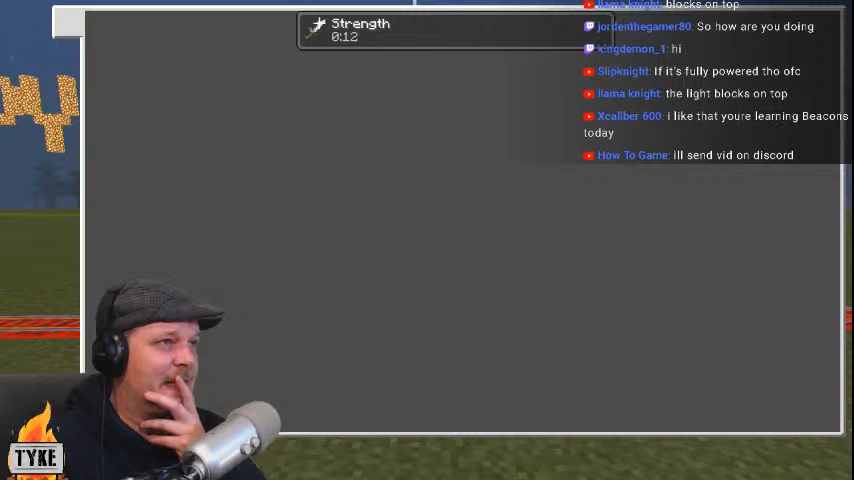 Strength
0:12
llama knight: blocks on top
jordenthegamer80: So how are you doing
kingdemon_1: hi
Slipknight: If it's fully powered tho ofc
llama knight: the light blocks on top
Xcaliber 600: i like that youre learning Beacons
today
How To Game: ill send vid on discord
TYKE